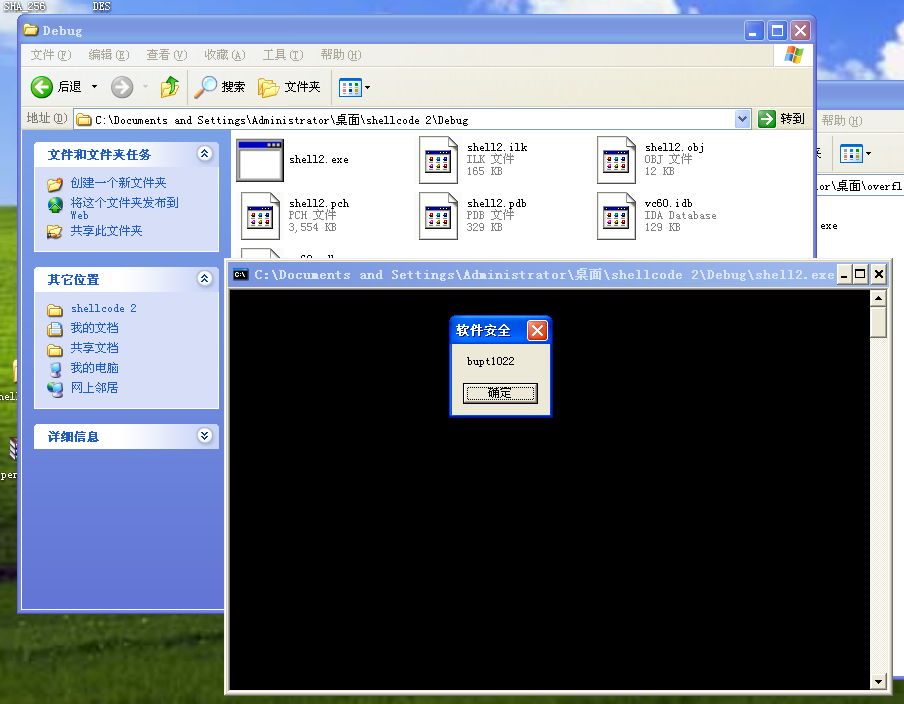 SHA_256
DES
Debug
文件(F) 编辑(E) 查看(V) 收藏(A) 工具(T) 帮助(H)
后退 搜索 文件夹
地址(D) C:\Documents and Settings\Administrator\桌面\shellcode 2\Debug 转到
帮助(H)
or\桌面\overfl
exe
文件和文件夹任务
创建一个新文件夹
将这个文件夹发布到
Web
共享此文件夹
其它位置
shellcode 2
我的文档
共享文档
我的电脑
网上邻居
详细信息
shell2.exe
shell2.ilk
ILK 文件
165 KB
shell2.obj
OBJ 文件
12 KB
shell2.pch
PCH 文件
3,554 KB
shell2.pdb
PDB 文件
329 KB
vc60.idb
IDA Database
129 KB
C:\Documents and Settings\Administrator\桌面\shellcode 2\Debug\shell2.exe
软件安全
bupt1022
确定